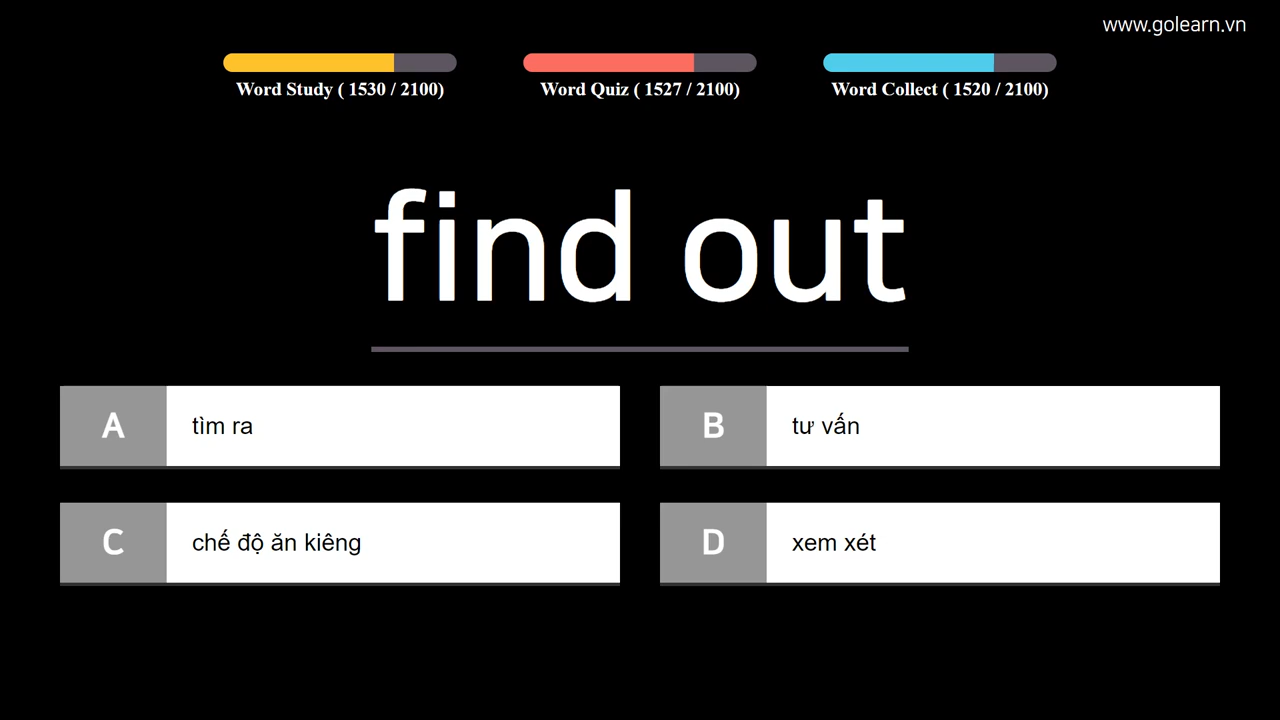 www.golearn.vn
Word Study ( 1530 / 2100)
Word Quiz ( 1527 / 2100)
Word Collect ( 1520 / 2100)
find out
A tìm ra
B tư vấn
C chế độ ăn kiêng
D xem xét